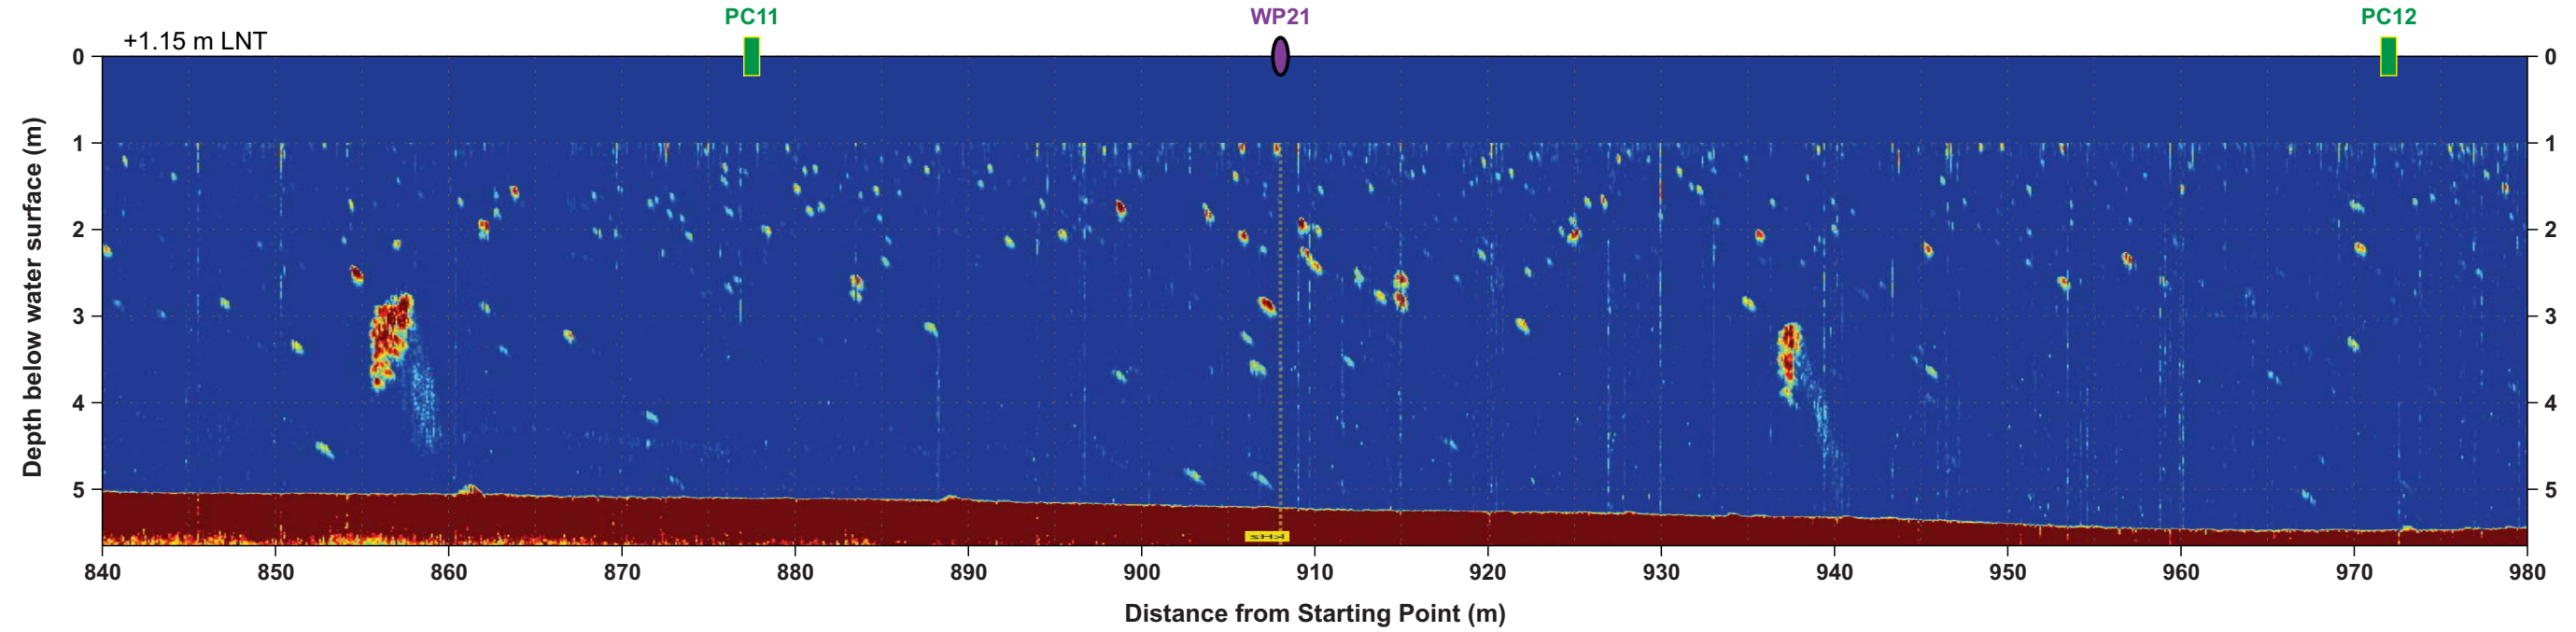 PC11 WP21 PC12
+1.15 m LNT
0 0
1 1
2 2
3 3
4 4
5 5
Depth below water surface (m)
840 850 860 870 880 890 900 910 920 930 940 950 960 970 980
Distance from Starting Point (m)